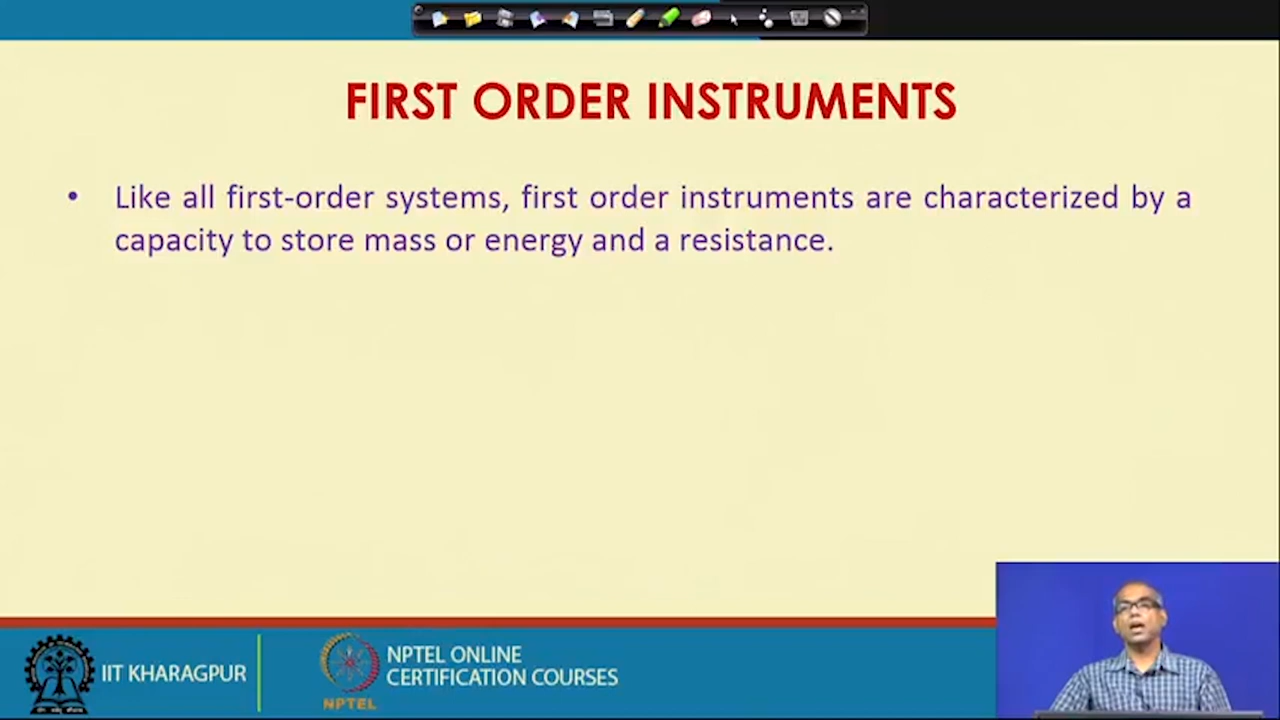 FIRST ORDER INSTRUMENTS
• Like all first-order systems, first order instruments are characterized by a
capacity to store mass or energy and a resistance.
IIT KHARAGPUR
NPTEL
NPTEL ONLINE
CERTIFICATION COURSES